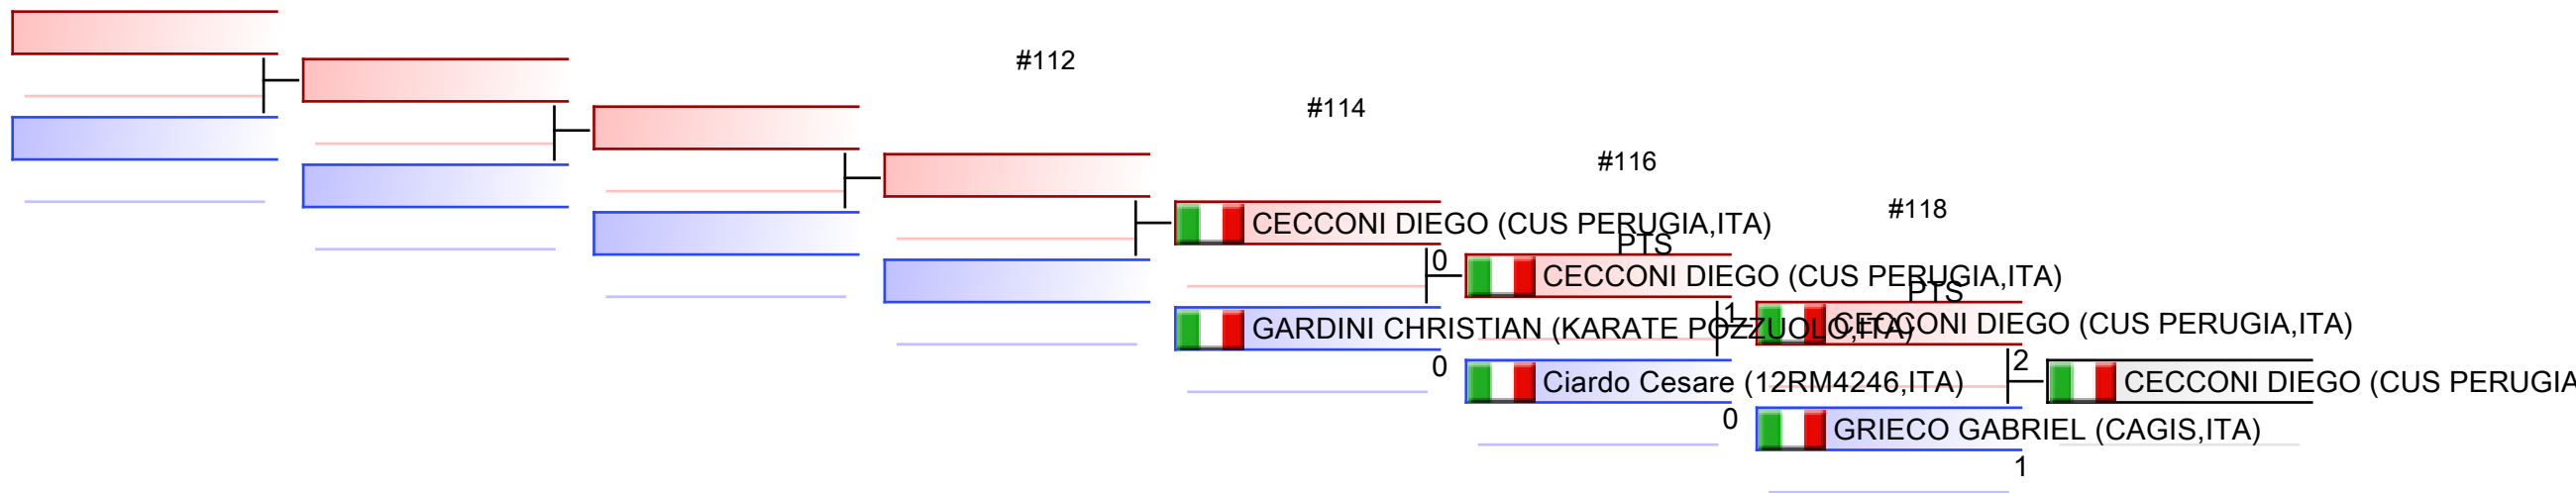 #112
#114
#116
#118
CECCONI DIEGO (CUS PERUGIA,ITA)
PTS
0
CECCONI DIEGO (CUS PERUGIA,ITA)
PTS
1
GARDINI CHRISTIAN (KARATE POZZUOLO,ITA)
CECCONI DIEGO (CUS PERUGIA,ITA)
0
2
Ciardo Cesare (12RM4246,ITA)
CECCONI DIEGO (CUS PERUGIA
0
GRIECO GABRIEL (CAGIS,ITA)
1